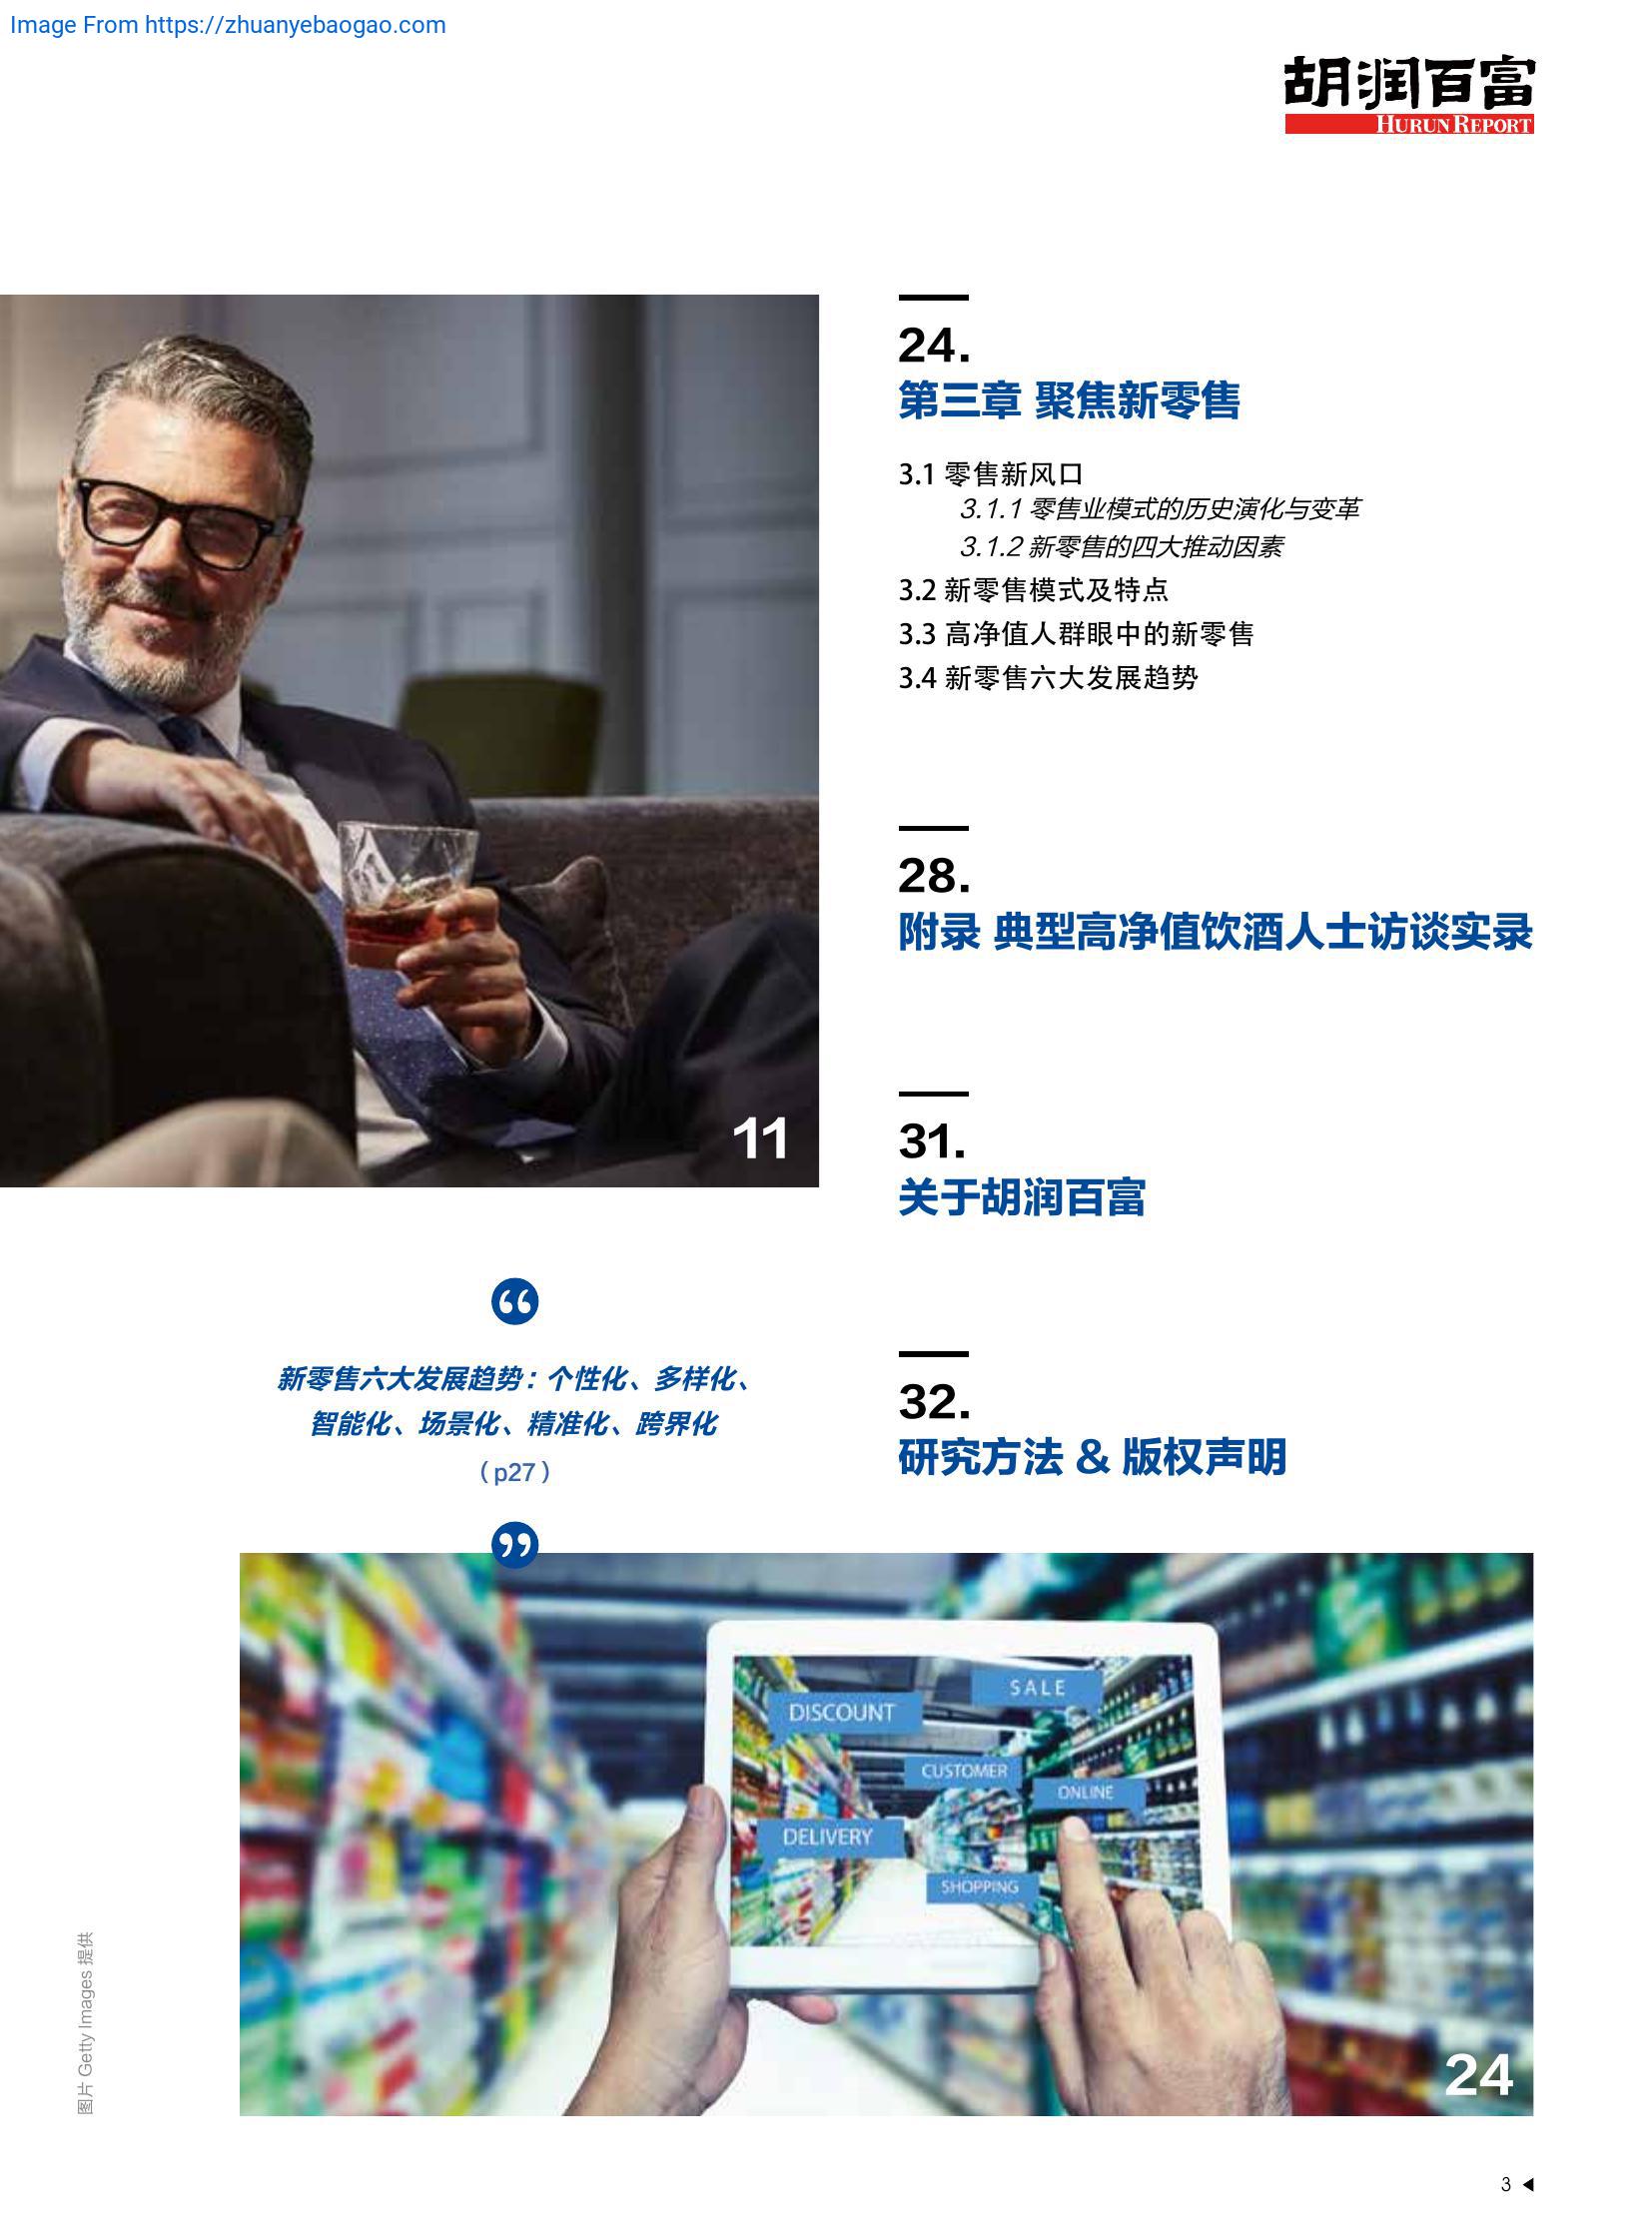 Image From https://zhuanyebaogao.com
胡润百富
HURUN REPORT
24.
第三章 聚焦新零售
3.1 零售新风口
3.1.1 零售业模式的历史演化与变革
3.1.2 新零售的四大推动因素
3.2 新零售模式及特点
3.3 高净值人群眼中的新零售
3.4 新零售六大发展趋势
28.
附录 典型高净值饮酒人士访谈实录
11
31.
关于胡润百富
“
新零售六大发展趋势：个性化、多样化、
智能化、场景化、精准化、跨界化
（p27）
”
32.
研究方法 & 版权声明
SALE
DISCOUNT
CUSTOMER
ONLINE
DELIVERY
SHOPPING
24
图片 Getty Images 提供
3